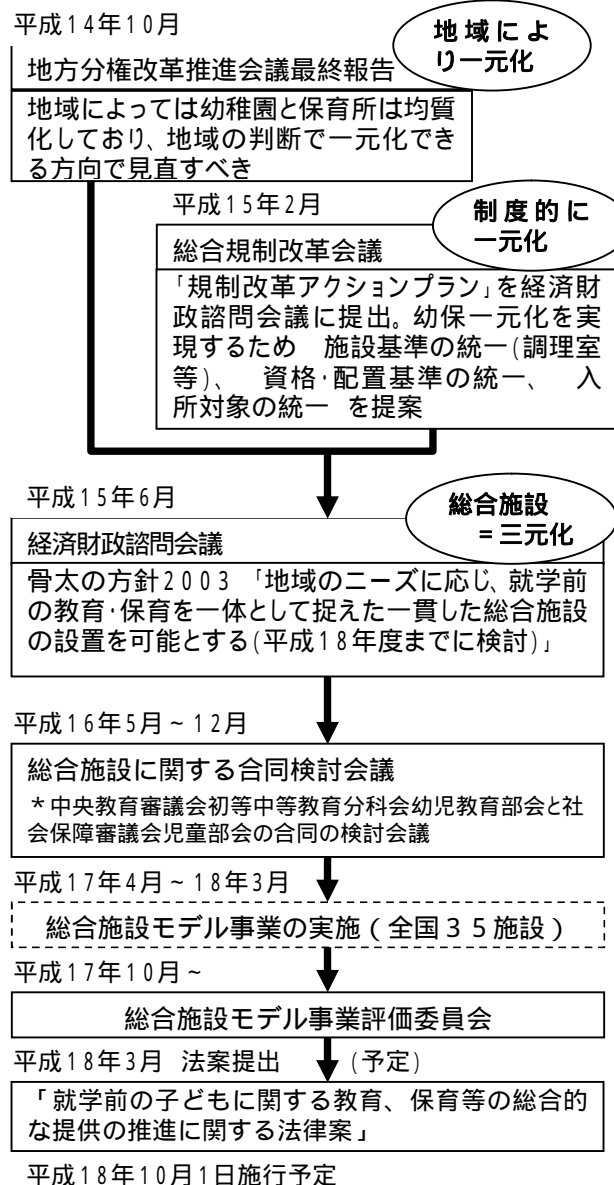 平成14年10月
地域によ
り一元化
地方分権改革推進会議最終報告
地域によっては幼稚園と保育所は均質
化しており、地域の判断で一元化でき
る方向で見直すべき
平成15年2月
制度的に
一元化
総合規制改革会議
「規制改革アクションプラン」を経済財
政諮問会議に提出。幼保一元化を実
現するため　施設基準の統一(調理室
等)、　資格・配置基準の統一、　入
所対象の統一　を提案
平成15年6月
総合施設
=三元化
経済財政諮問会議
骨太の方針2003　「地域のニーズに応じ、就学前
の教育・保育を一体として捉えた一貫した総合施設
の設置を可能とする(平成18年度までに検討)」
平成16年5月~12月
総合施設に関する合同検討会議
*中央教育審議会初等中等教育分科会幼児教育部会と社
会保障審議会児童部会の合同の検討会議
平成17年4月~18年3月
総合施設モデル事業の実施(全国35施設)
平成17年10月~
総合施設モデル事業評価委員会
平成18年3月　法案提出　(予定)
「就学前の子どもに関する教育、保育等の総合的
な提供の推進に関する法律案」
平成18年10月1日施行予定